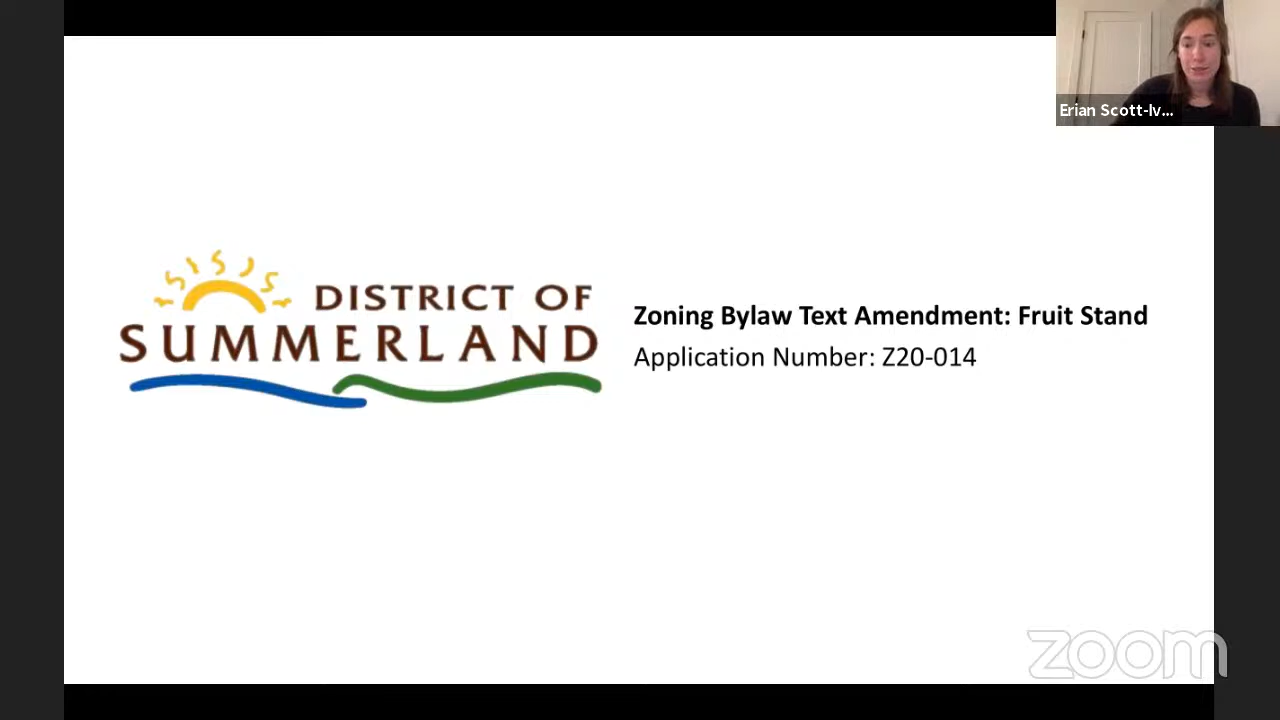 Erian Scott-Iv...
DISTRICT OF
SUMMERLAND
Zoning Bylaw Text Amendment: Fruit Stand
Application Number: Z20-014
zoom